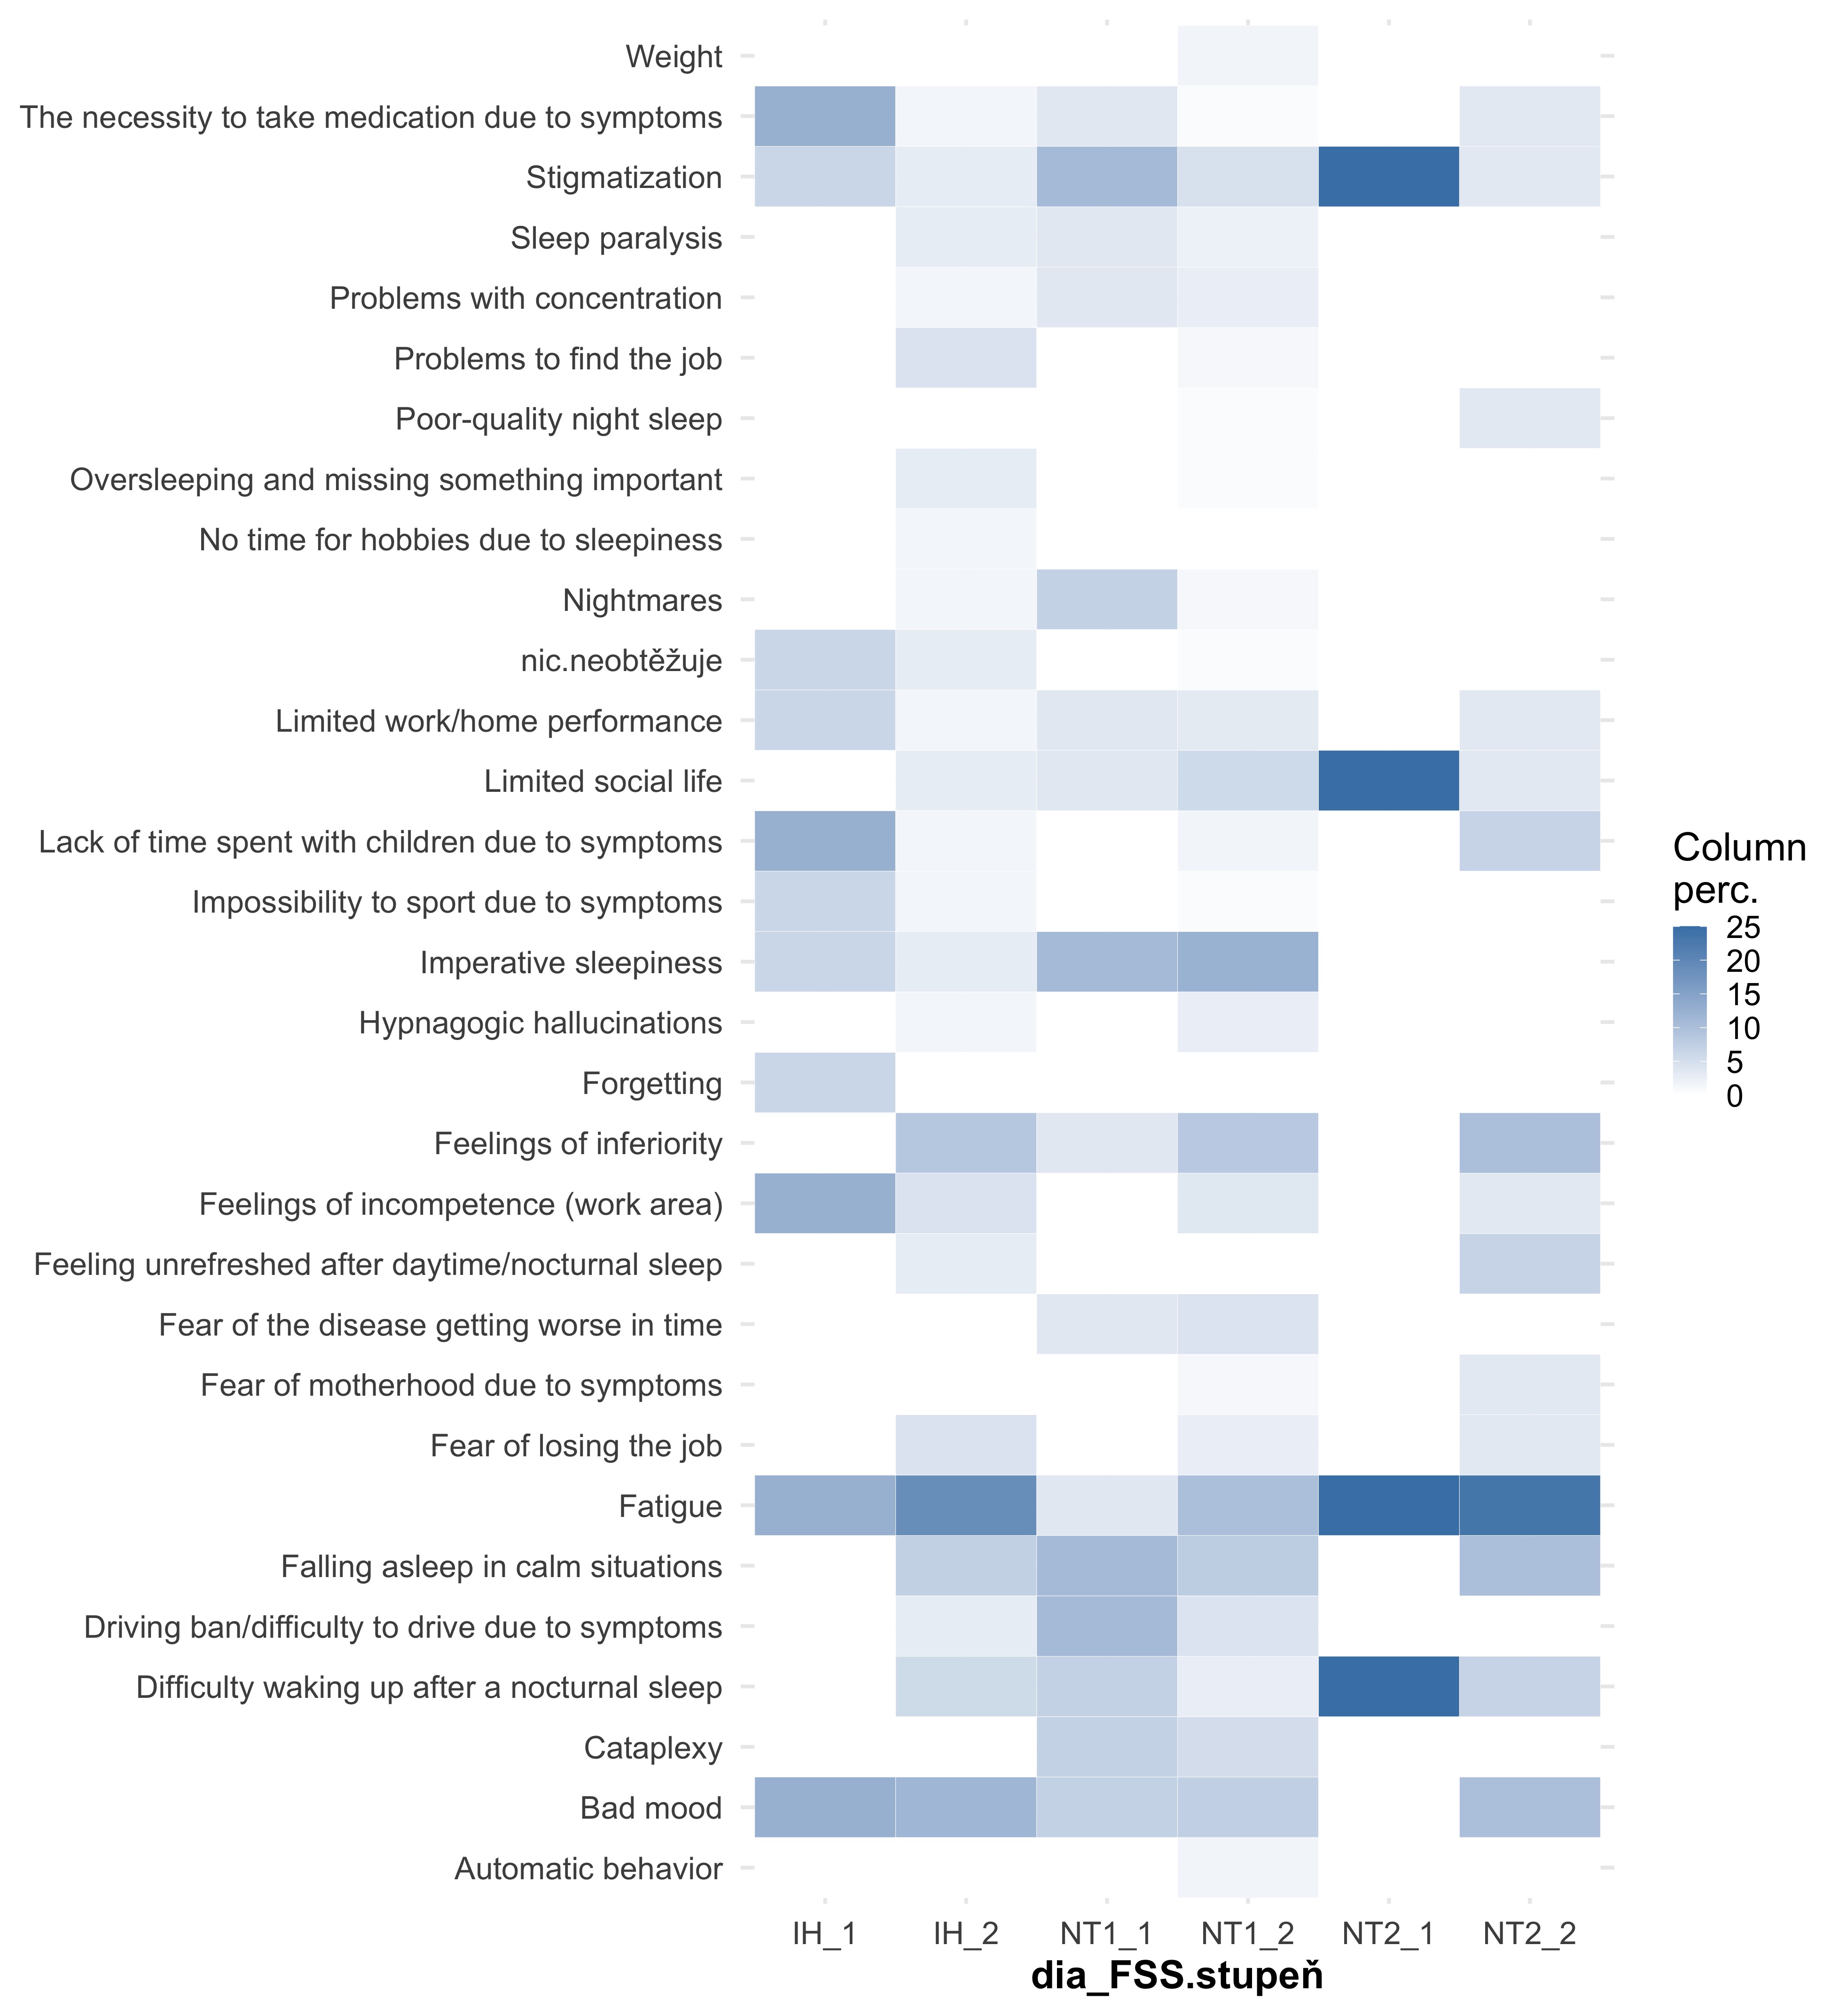 Weight
The necessity to take medication due to symptoms
Stigmatization
Sleep paralysis
Problems with concentration
Problems to find the job
Poor-quality night sleep
Oversleeping and missing something important
No time for hobbies due to sleepiness
Nightmares
nic.neobtěžuje
Limited work/home performance
Limited social life
Lack of time spent with children due to symptoms
Impossibility to sport due to symptoms
Imperative sleepiness
Hypnagogic hallucinations
Forgetting
Feelings of inferiority
Feelings of incompetence (work area)
Feeling unrefreshed after daytime/nocturnal sleep
Fear of the disease getting worse in time
Fear of motherhood due to symptoms
Fear of losing the job
Fatigue
Falling asleep in calm situations
Driving ban/difficulty to drive due to symptoms
Difficulty waking up after a nocturnal sleep
Cataplexy
Bad mood
Automatic behavior
IH_1 IH_2 NT1_1 NT1_2 NT2_1 NT2_2
dia_FSS.stupeň
Column
perc.
25
20
15
10
5
0